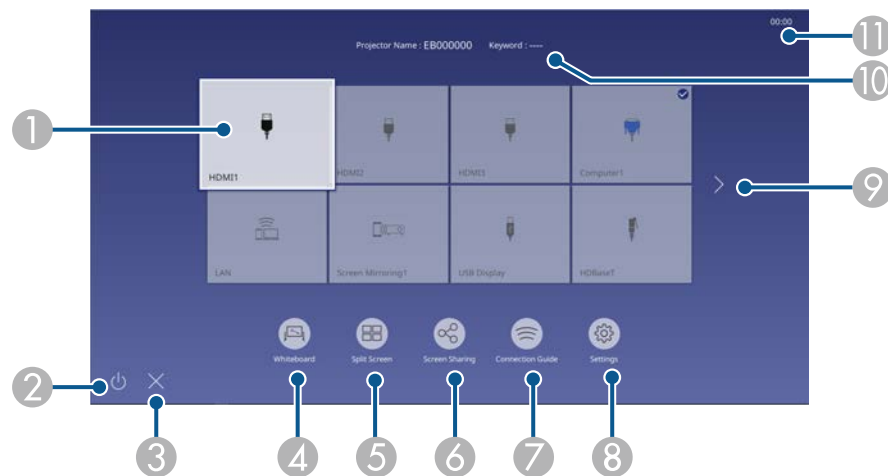 00:00
Projector Name : EB000000 Keyword : ----
HDMI1
HDMI2
HDMI3
Computer1
LAN
Screen Mirroring1
USB Display
HDBaseT
Whiteboard
Split Screen
Screen Sharing
Connection Guide
Settings
1
2
3
4
5
6
7
8
9
10
11